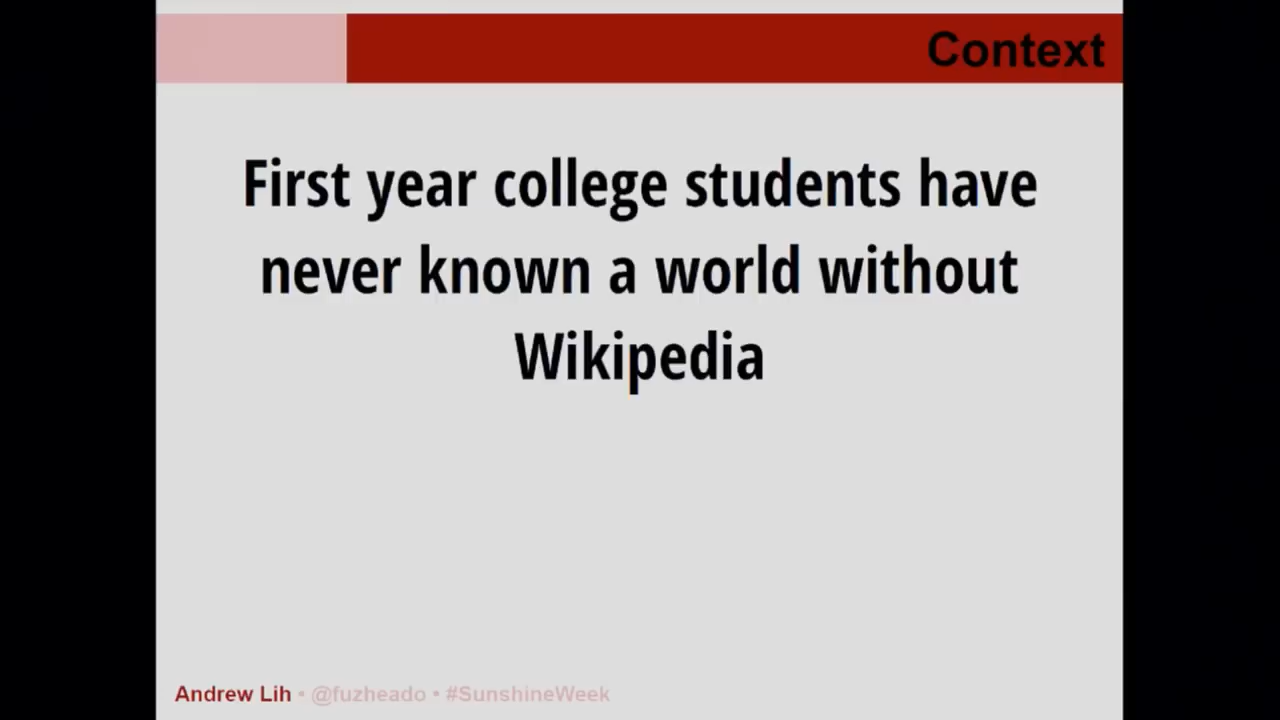 Context
First year college students have
never known a world without
Wikipedia
Andrew Lih • @fuzheado • #SunshineWeek